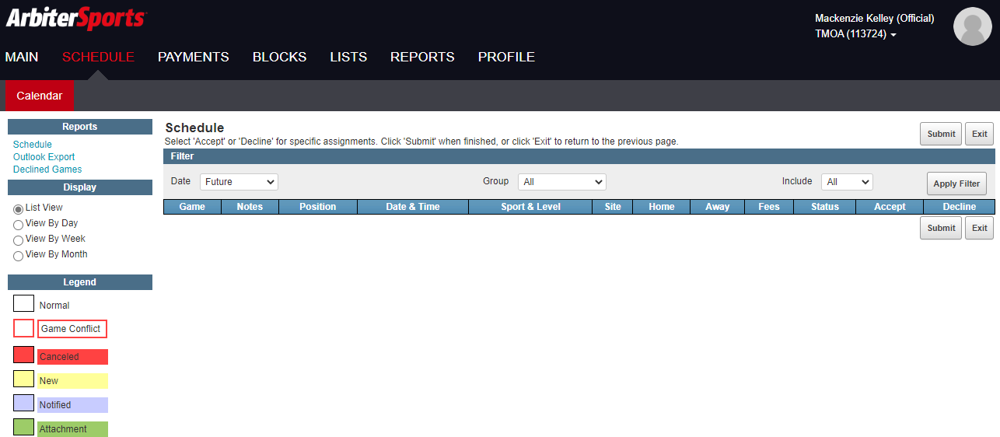 ArbiterSports
Mackenzie Kelley (Official)
TMOA (113724)
MAIN SCHEDULE PAYMENTS BLOCKS LISTS REPORTS PROFILE
Calendar
Reports
Schedule
Outlook Export
Declined Games
Display
List View
View By Day
View By Week
View By Month
Legend
Normal
Game Conflict
Canceled
New
Notified
Attachment
Schedule
Select 'Accept' or 'Decline' for specific assignments. Click 'Submit' when finished, or click 'Exit' to return to the previous page.
Submit Exit
Filter
Date Future Group All Include All Apply Filter
Game Notes Position Date & Time Sport & Level Site Home Away Fees Status Accept Decline
Submit Exit